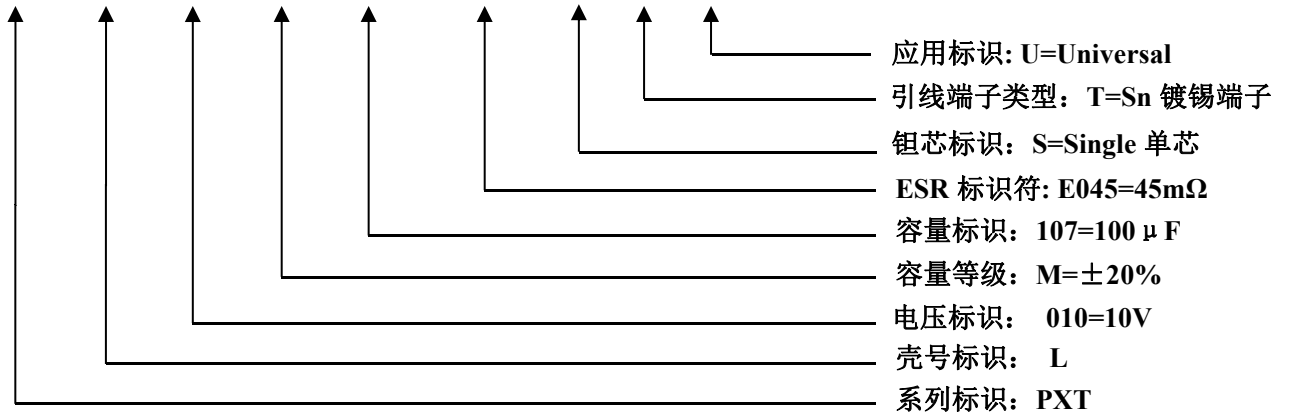 应用标识: U=Universal
引线端子类型：T=Sn 镀锡端子
钽芯标识：S=Single 单芯
ESR 标识符: E045=45mΩ
容量标识：107=100μF
容量等级：M=±20%
电压标识： 010=10V
壳号标识： L
系列标识：PXT